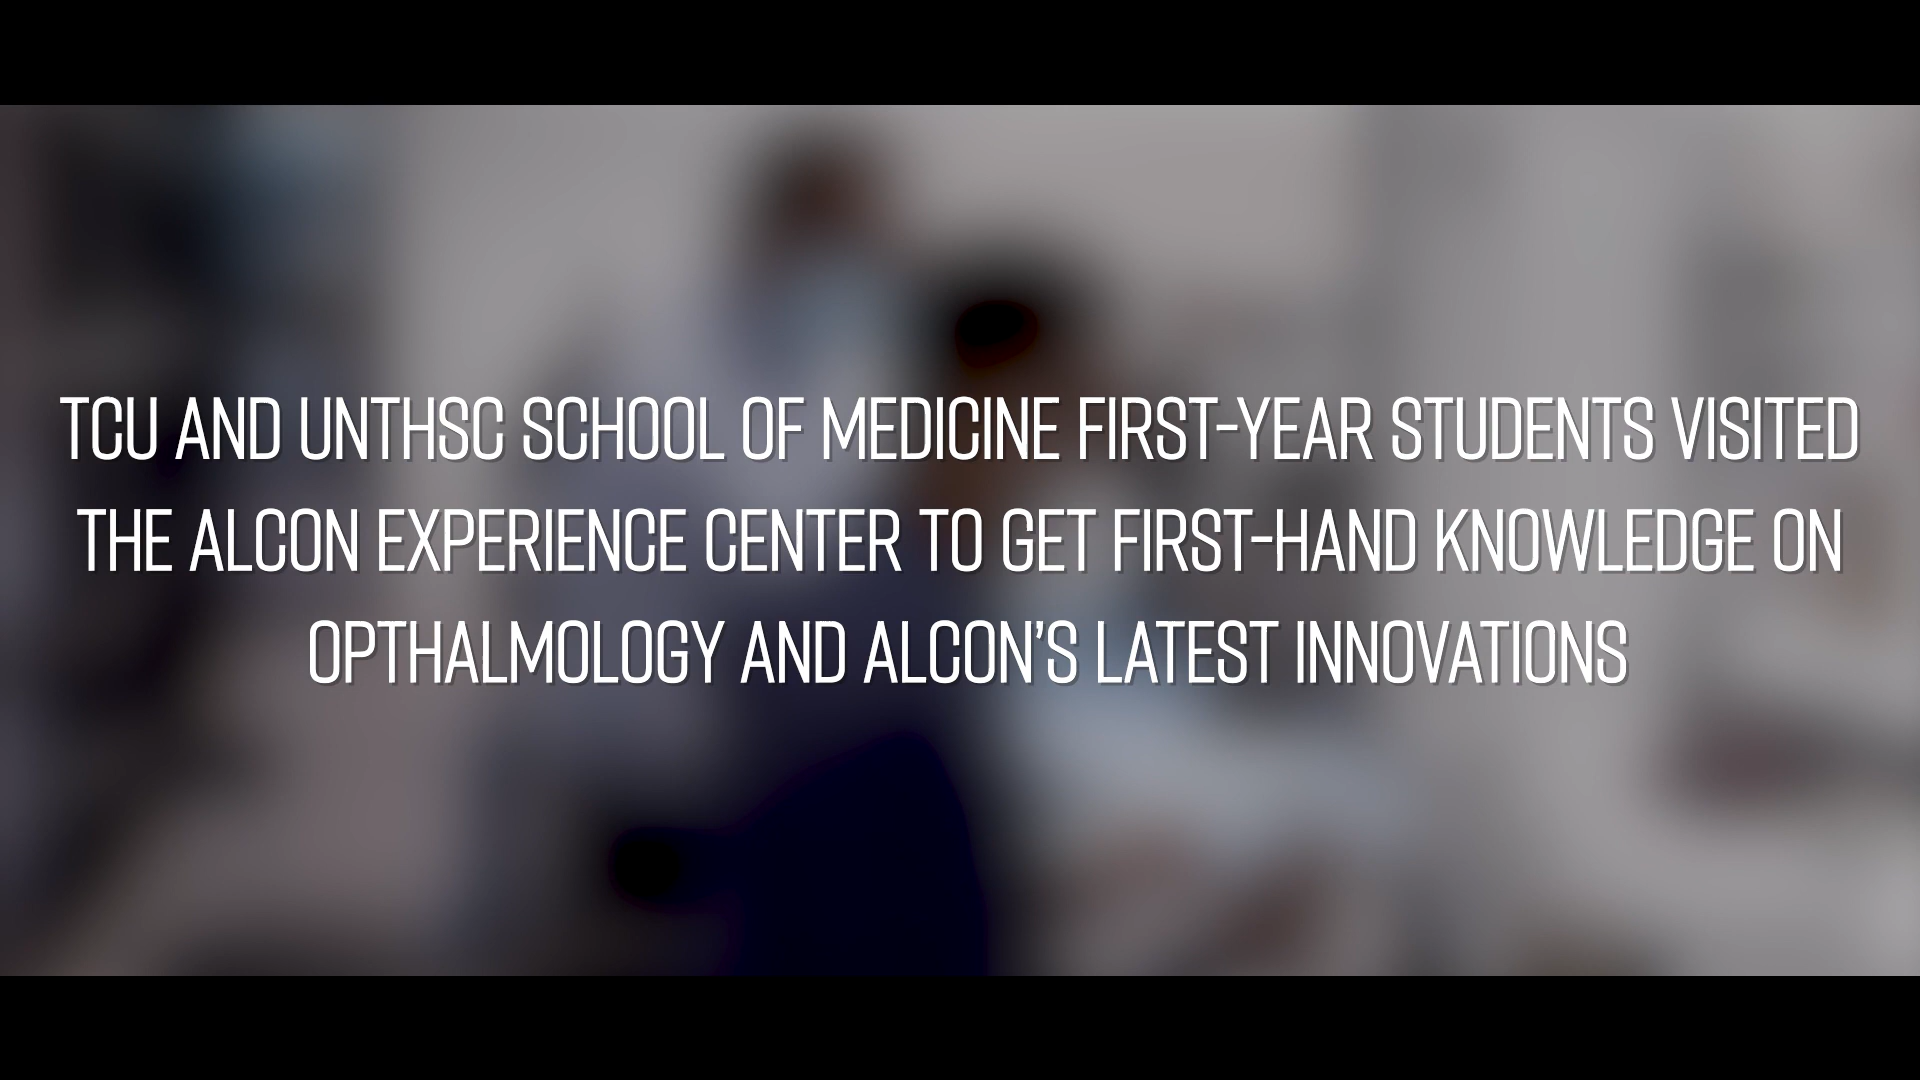 TCU AND UNTHSC SCHOOL OF MEDICINE FIRST-YEAR STUDENTS VISITED
THE ALCON EXPERIENCE CENTER TO GET FIRST-HAND KNOWLEDGE ON
OPTHALMOLOGY AND ALCON'S LATEST INNOVATIONS